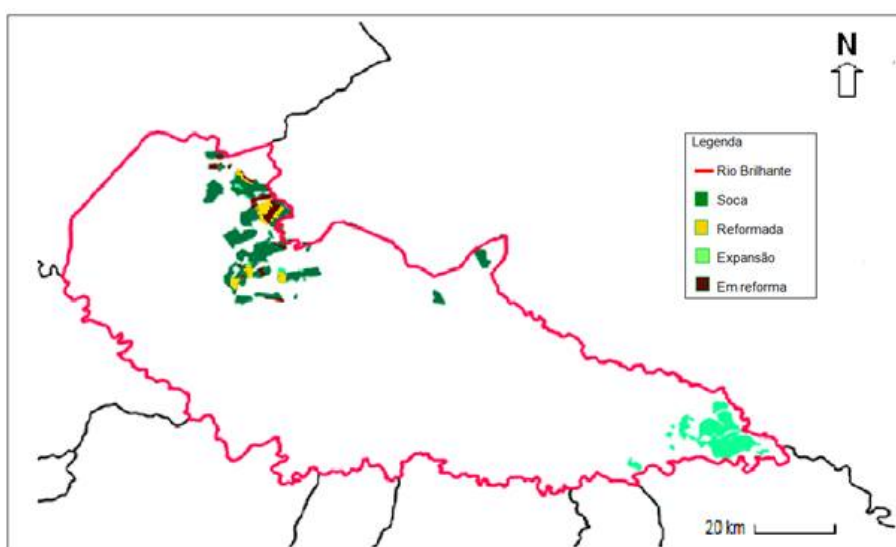 N
Legenda
Rio Brilhante
Soca
Reformada
Expansão
Em reforma
20 km